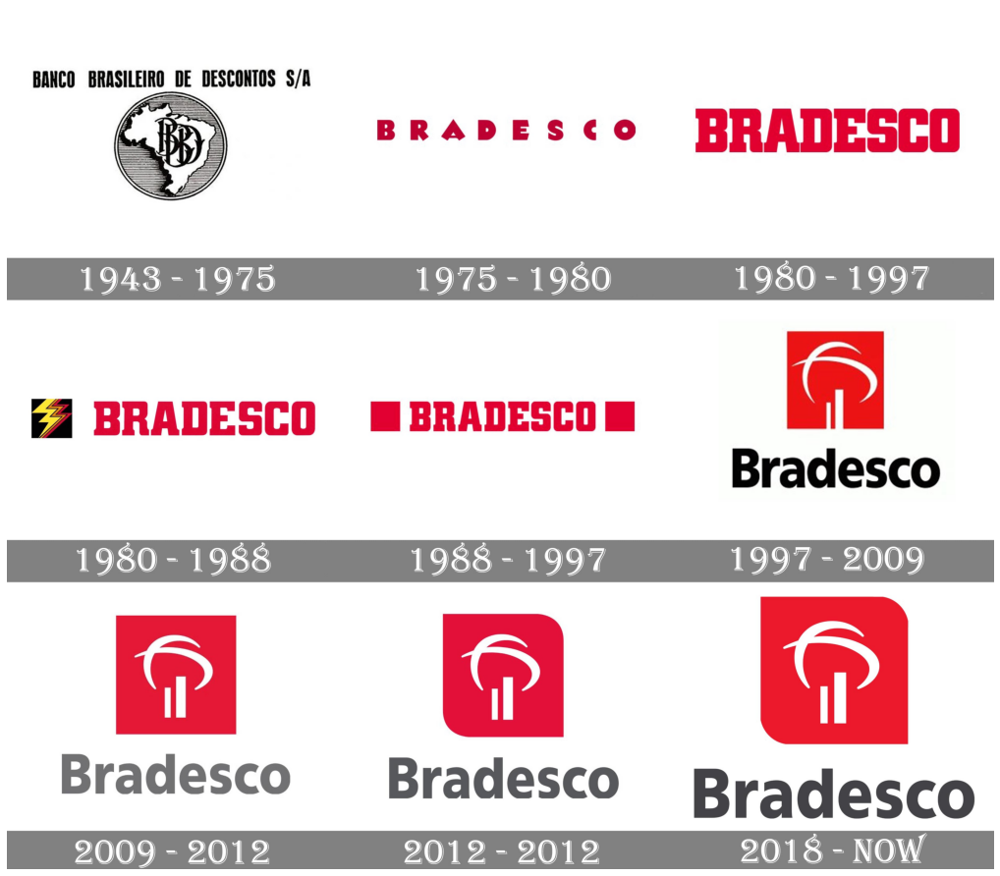 BANCO BRASILEIRO DE DESCONTOS S/A
BBD
BRADESCO
BRADESCO
1943 - 1975
1975 - 1980
1980 - 1997
BRADESCO
BRADESCO
Bradesco
1980 - 1988
1988 - 1997
1997 - 2009
Bradesco
Bradesco
Bradesco
2009 - 2012
2012 - 2012
2018 - NOW